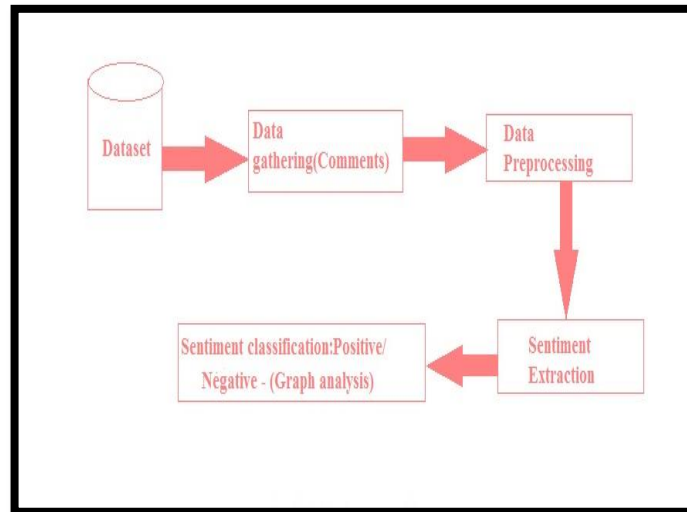 Dataset
Data
gathering(Comments)
Data
Preprocessing
Sentiment
Extraction
Sentiment classification:Positive/
Negative - (Graph analysis)